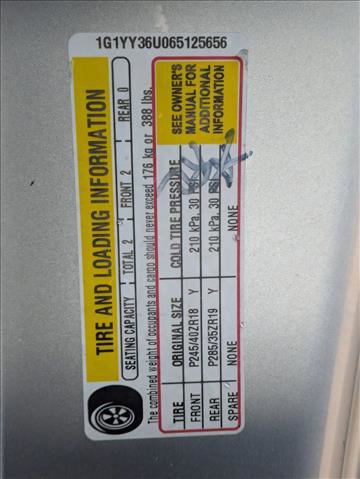 1G1YY36U065125656
TIRE AND LOADING INFORMATION
SEATING CAPACITY TOTAL 2 FRONT 2 REAR 0
The combined weight of occupants and cargo should never exceed 176 kg or 388 lbs.
TIRE ORIGINAL SIZE COLD TIRE PRESSURE
FRONT P245/40ZR18 Y 210 kPa, 30 PSI
REAR P285/35ZR19 Y 210 kPa, 30 PSI
SPARE NONE NONE
SEE OWNER'S
MANUAL FOR
ADDITIONAL
INFORMATION